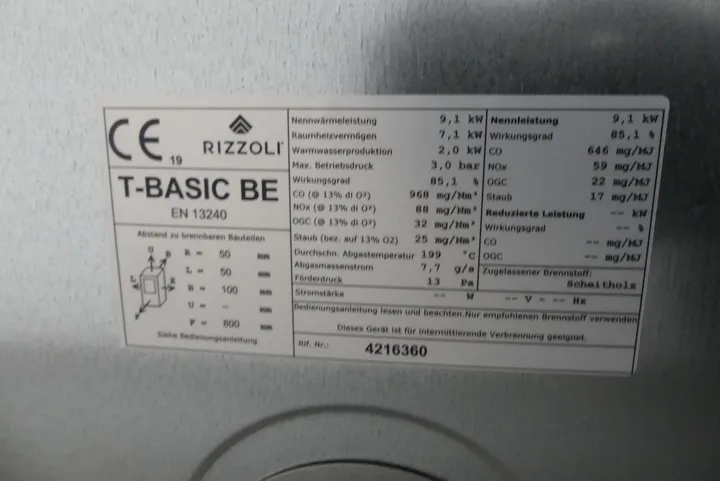 CE 19
RIZZOLI
T-BASIC BE
EN 13240
Abstand zu brennbaren Bauteilen
R = 50 mm
L = 50 mm
B = 100 mm
U = - mm
F = 800 mm
U
B
L
R
F
Siehe Bedienungsanleitung
Nennwärmeleistung 9,1 kW
Raumheizvermögen 7,1 kW
Warmwasserproduktion 2,0 kW
Max. Betriebsdruck 3,0 bar
Wirkungsgrad 85,1 %
CO (@ 13% di O²) 968 mg/Nm³
NOx (@ 13% di O²) 88 mg/Nm³
OGC (@ 13% di O²) 32 mg/Nm³
Staub (bez. auf 13% O2) 25 mg/Nm³
Durchschn. Abgastemperatur 199 °C
Abgasmassenstrom 7,7 g/s
Förderdruck 13 Pa
Stromstärke -- W -- V = -- Hz
Nennleistung 9,1 kW
Wirkungsgrad 85,1 %
CO 646 mg/MJ
NOx 59 mg/MJ
OGC 22 mg/MJ
Staub 17 mg/MJ
Reduzierte Leistung -- kW
Wirkungsgrad -- %
CO -- mg/MJ
OGC -- mg/MJ
Zugelassener Brennstoff:
Scheitholz
Bedienungsanleitung lesen und beachten.Nur empfohlenen Brennstoff verwenden
Dieses Gerät ist für intermittierende Verbrennung geeignet.
Rif. Nr.: 4216360